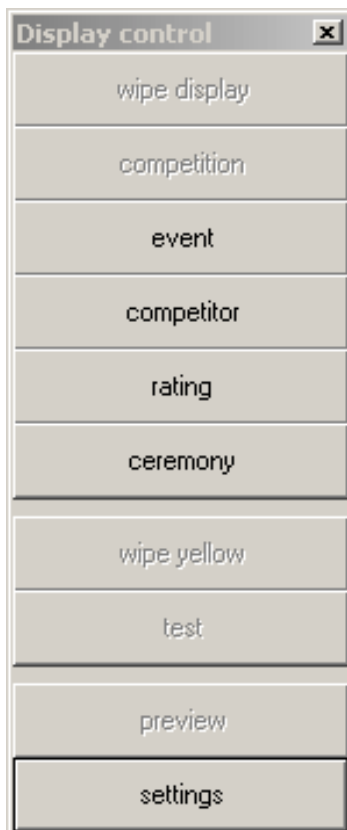 Display control
wipe display
competition
event
competitor
rating
ceremony
wipe yellow
test
preview
settings